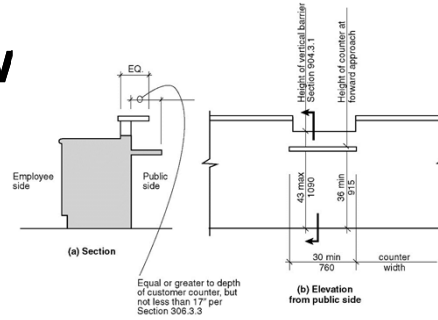 EQ.
Employee
side
Public
side
(a) Section
Equal or greater to depth
of customer counter, but
not less than 17" per
Section 306.3.3
Height of vertical barrier
Section 904.3.1
Height of counter at
forward approach
43 max
1090
36 min
915
30 min
760
counter
width
(b) Elevation
from public side